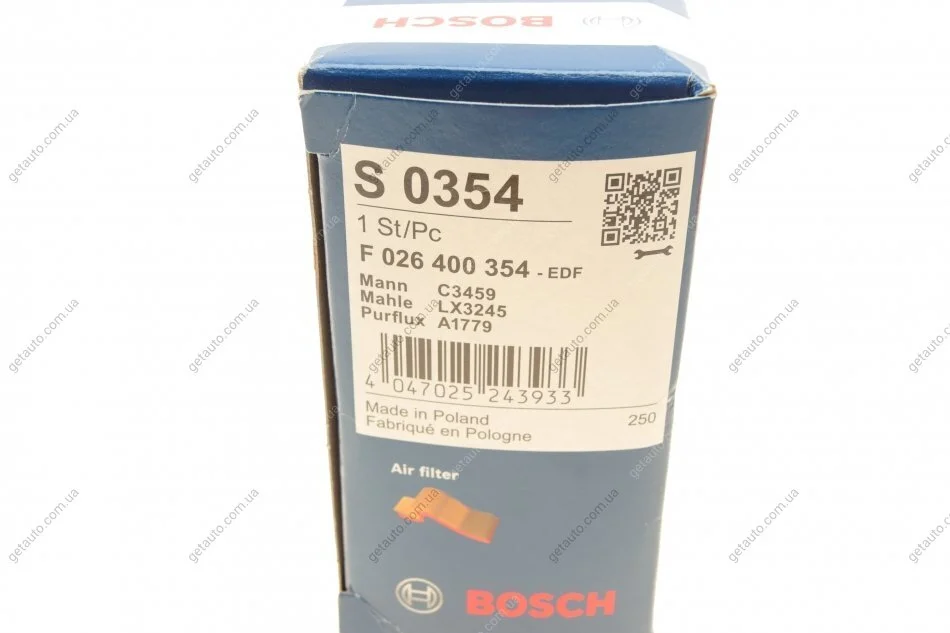 BOSCH
S 0354
1 St/Pc
F 026 400 354 - EDF
Mann C3459
Mahle LX3245
Purflux A1779
4 047025 243933
Made in Poland
Fabriqué en Pologne
250
Air filter
BOSCH
getauto.com.ua